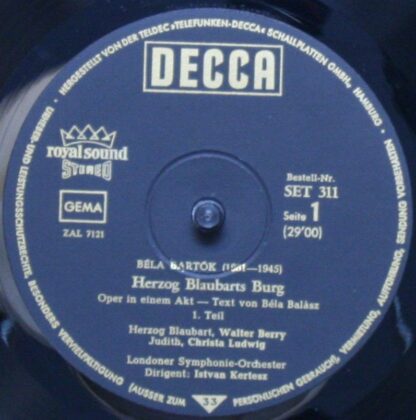 HERGESTELLT VON DER TELDEC »TELEFUNKEN-DECCA« SCHALLPLATTEN GMBH., HAMBURG
DECCA
royal sound
STEREO
GEMA
ZAL 7121
Bestell-Nr.
SET 311
Seite 1
(29'00)
BÉLA BARTÓK (1881—1945)
Herzog Blaubarts Burg
Oper in einem Akt — Text von Béla Balász
1. Teil
Herzog Blaubart, Walter Berry
Judith, Christa Ludwig
Londoner Symphonie-Orchester
Dirigent: Istvan Kertesz
33
URHEBER- UND LEISTUNGSSCHUTZRECHTE, BESONDERS VERVIELFÄLTIGUNG (AUSSER ZUM PERSÖNLICHEN GEBRAUCH), VERMIETUNG, AUFFÜHRUNG, SENDUNG VORBEHALTEN